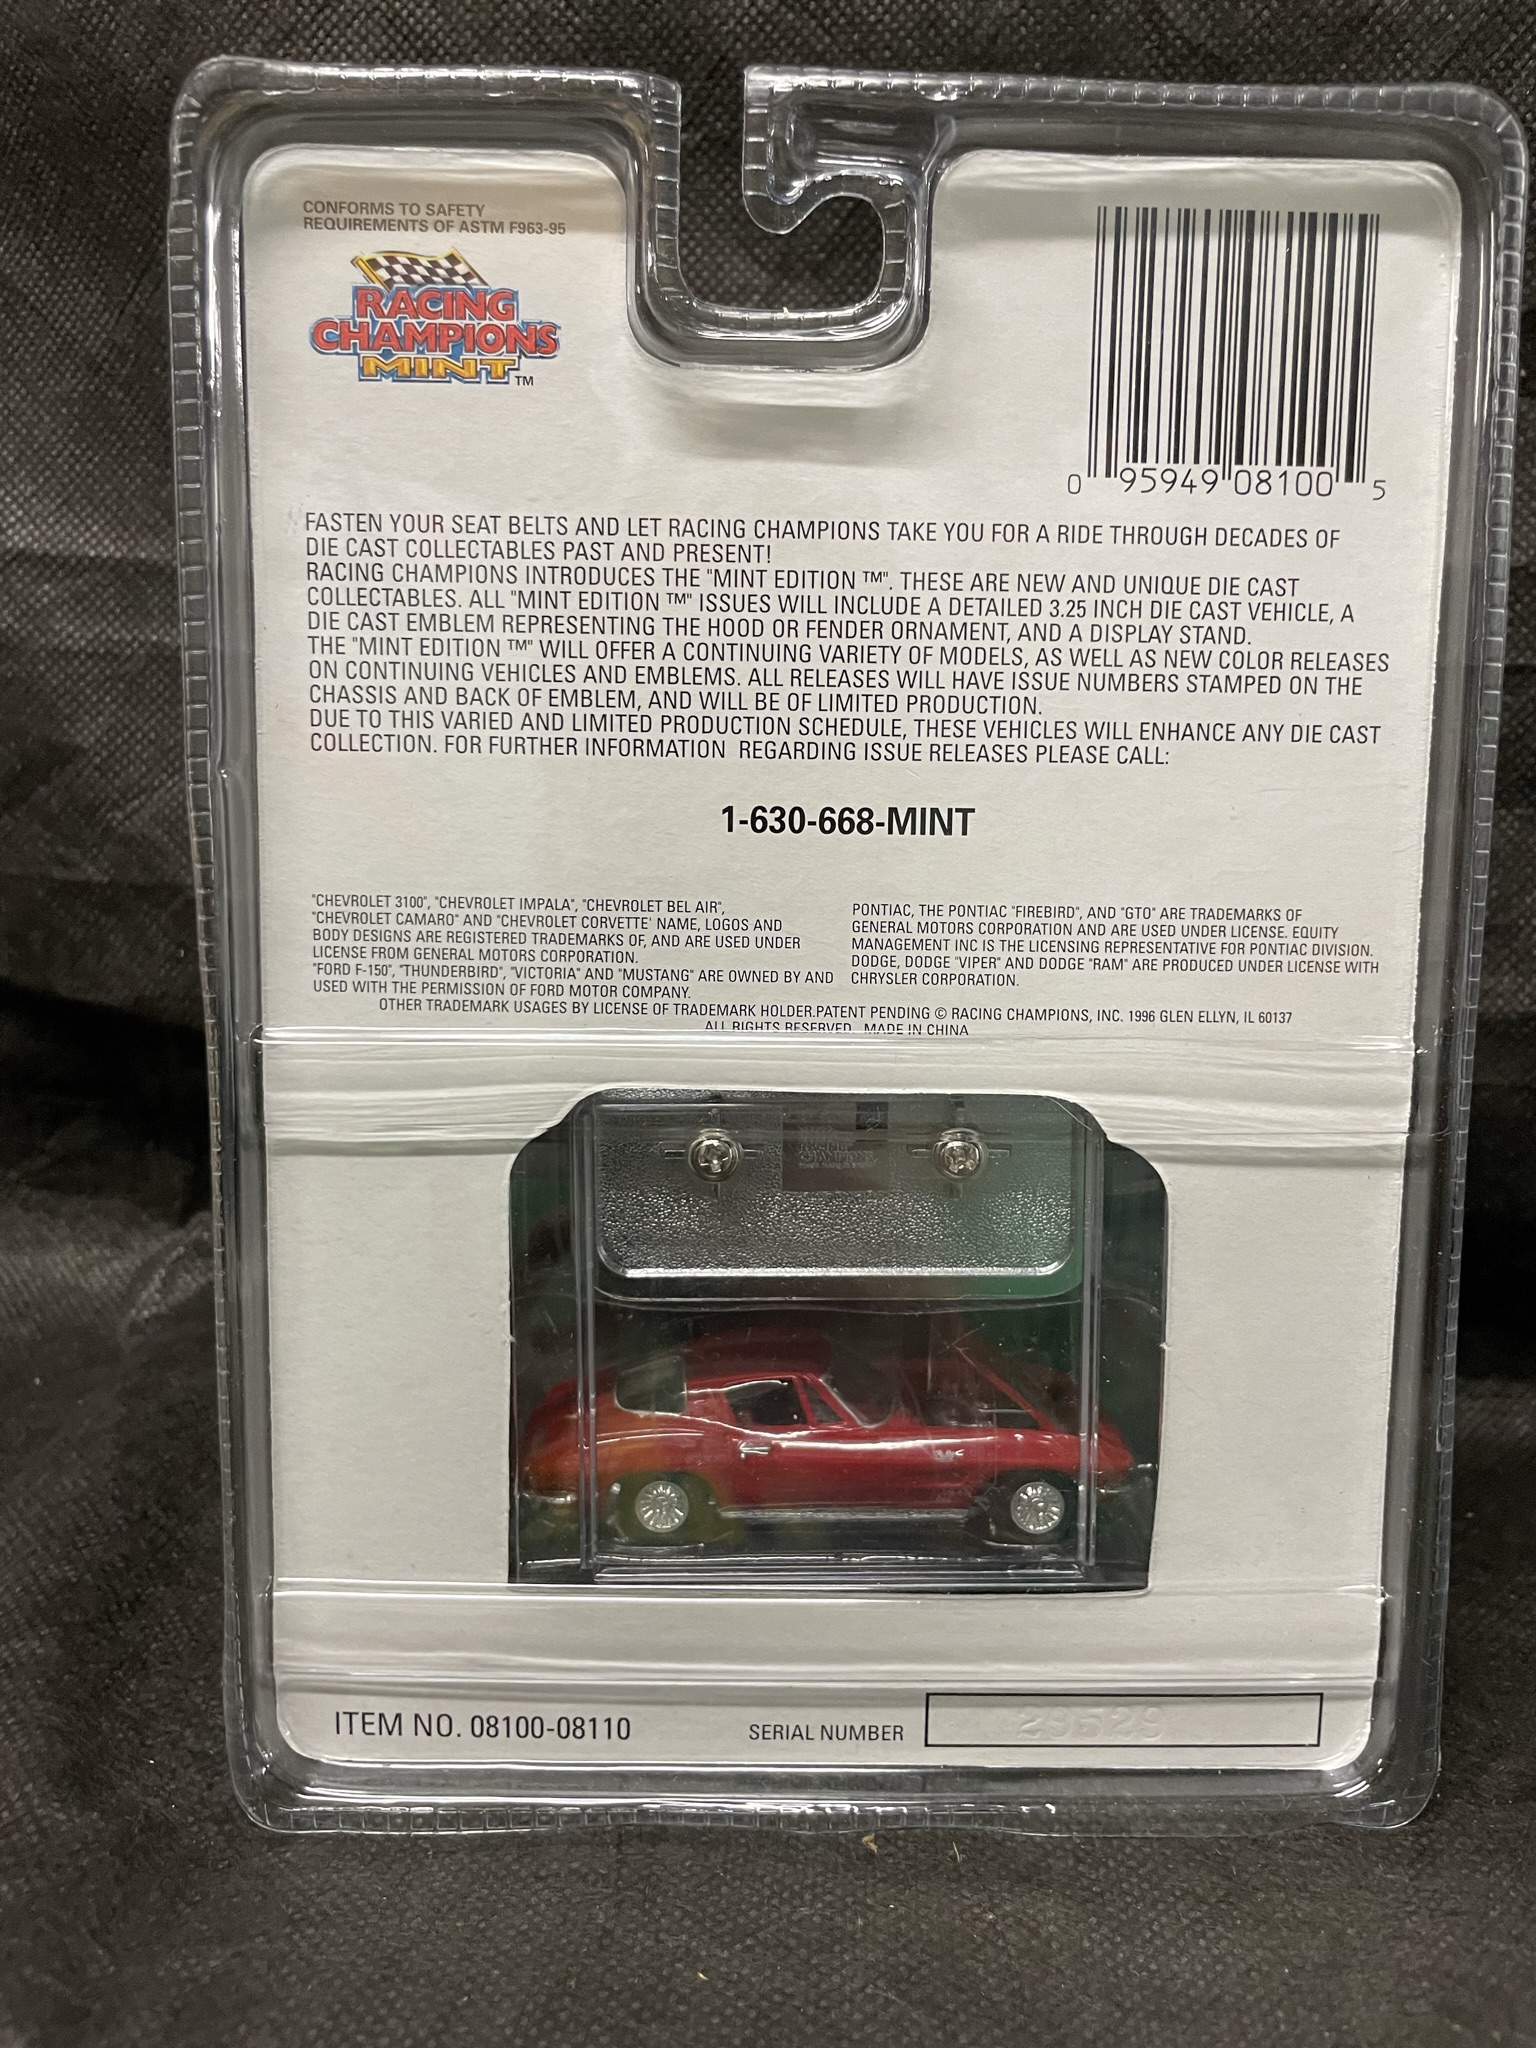 CONFORMS TO SAFETY
REQUIREMENTS OF ASTM F963-95
RACING
CHAMPIONS
MINT™
0 95949 08100 5
FASTEN YOUR SEAT BELTS AND LET RACING CHAMPIONS TAKE YOU FOR A RIDE THROUGH DECADES OF
DIE CAST COLLECTABLES PAST AND PRESENT!
RACING CHAMPIONS INTRODUCES THE "MINT EDITION ™". THESE ARE NEW AND UNIQUE DIE CAST
COLLECTABLES. ALL "MINT EDITION ™" ISSUES WILL INCLUDE A DETAILED 3.25 INCH DIE CAST VEHICLE, A
DIE CAST EMBLEM REPRESENTING THE HOOD OR FENDER ORNAMENT, AND A DISPLAY STAND.
THE "MINT EDITION ™" WILL OFFER A CONTINUING VARIETY OF MODELS, AS WELL AS NEW COLOR RELEASES
ON CONTINUING VEHICLES AND EMBLEMS. ALL RELEASES WILL HAVE ISSUE NUMBERS STAMPED ON THE
CHASSIS AND BACK OF EMBLEM, AND WILL BE OF LIMITED PRODUCTION.
DUE TO THIS VARIED AND LIMITED PRODUCTION SCHEDULE, THESE VEHICLES WILL ENHANCE ANY DIE CAST
COLLECTION. FOR FURTHER INFORMATION REGARDING ISSUE RELEASES PLEASE CALL:
1-630-668-MINT
"CHEVROLET 3100", "CHEVROLET IMPALA", "CHEVROLET BEL AIR",
"CHEVROLET CAMARO" AND "CHEVROLET CORVETTE' NAME, LOGOS AND
BODY DESIGNS ARE REGISTERED TRADEMARKS OF, AND ARE USED UNDER
LICENSE FROM GENERAL MOTORS CORPORATION.
"FORD F-150", "THUNDERBIRD", "VICTORIA" AND "MUSTANG" ARE OWNED BY AND
USED WITH THE PERMISSION OF FORD MOTOR COMPANY.
PONTIAC, THE PONTIAC "FIREBIRD", AND "GTO" ARE TRADEMARKS OF
GENERAL MOTORS CORPORATION AND ARE USED UNDER LICENSE. EQUITY
MANAGEMENT INC IS THE LICENSING REPRESENTATIVE FOR PONTIAC DIVISION.
DODGE, DODGE "VIPER" AND DODGE "RAM" ARE PRODUCED UNDER LICENSE WITH
CHRYSLER CORPORATION.
OTHER TRADEMARK USAGES BY LICENSE OF TRADEMARK HOLDER.PATENT PENDING © RACING CHAMPIONS, INC. 1996 GLEN ELLYN, IL 60137
ALL RIGHTS RESERVED. MADE IN CHINA
RACING
CHAMPIONS
ITEM NO. 08100-08110
SERIAL NUMBER 29529